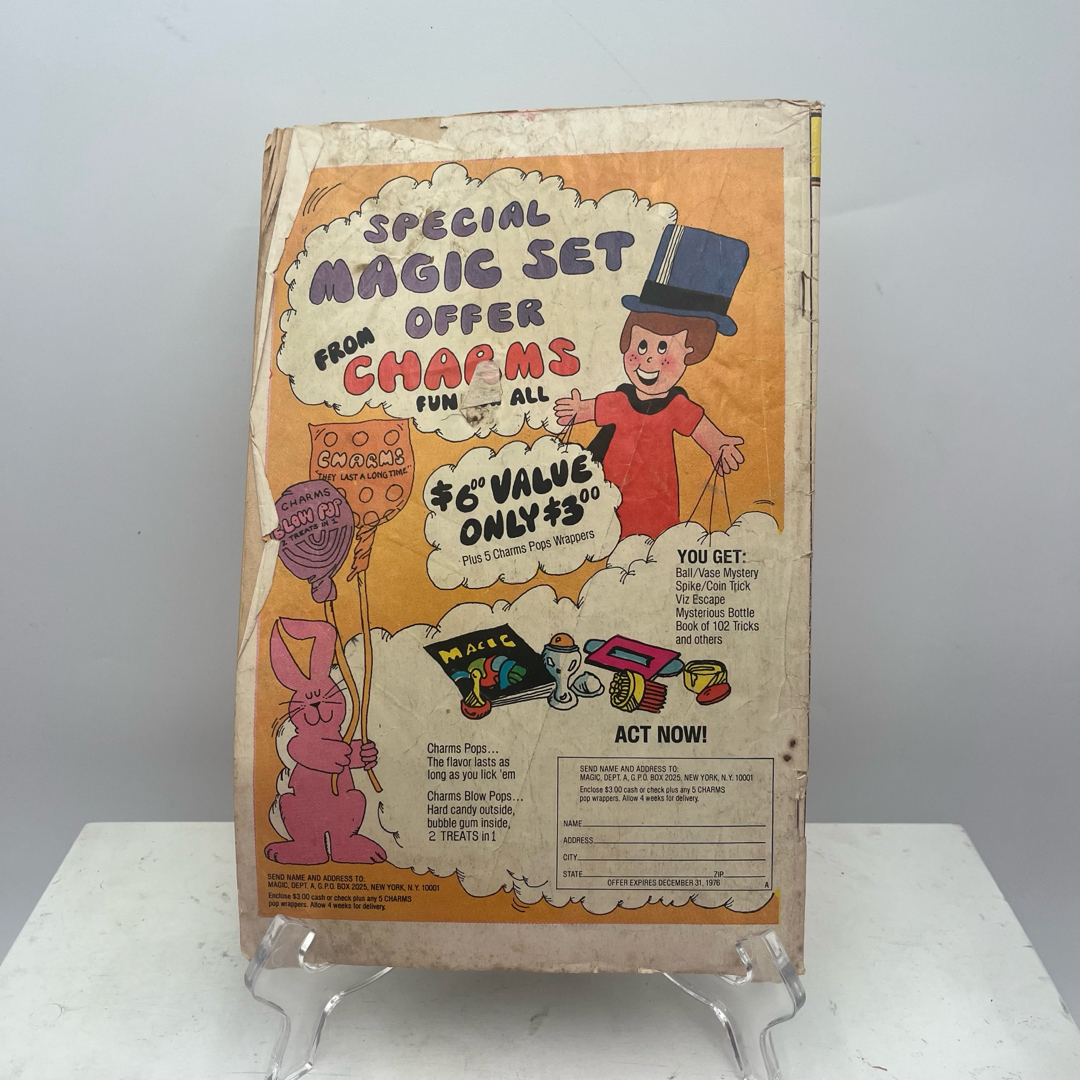 SPECIAL
MAGIC SET
OFFER
FROM
CHARMS
FUN ALL
CHARMS
"THEY LAST A LONG TIME"
CHARMS
BLOW POP
2 TREATS IN 1
$6⁰⁰ VALUE
ONLY $3⁰⁰
Plus 5 Charms Pops Wrappers
YOU GET:
Ball/Vase Mystery
Spike/Coin Trick
Viz Escape
Mysterious Bottle
Book of 102 Tricks
and others
MAGIC
ACT NOW!
Charms Pops...
The flavor lasts as
long as you lick 'em
Charms Blow Pops...
Hard candy outside,
bubble gum inside,
2 TREATS in 1
SEND NAME AND ADDRESS TO:
MAGIC, DEPT. A, G.P.O. BOX 2025, NEW YORK, N.Y. 10001
Enclose $3.00 cash or check plus any 5 CHARMS
pop wrappers. Allow 4 weeks for delivery.
NAME
ADDRESS
CITY
STATE ZIP
OFFER EXPIRES DECEMBER 31, 1976 A
SEND NAME AND ADDRESS TO:
MAGIC, DEPT. A, G.P.O. BOX 2025, NEW YORK, N.Y. 10001
Enclose $3.00 cash or check plus any 5 CHARMS
pop wrappers. Allow 4 weeks for delivery.